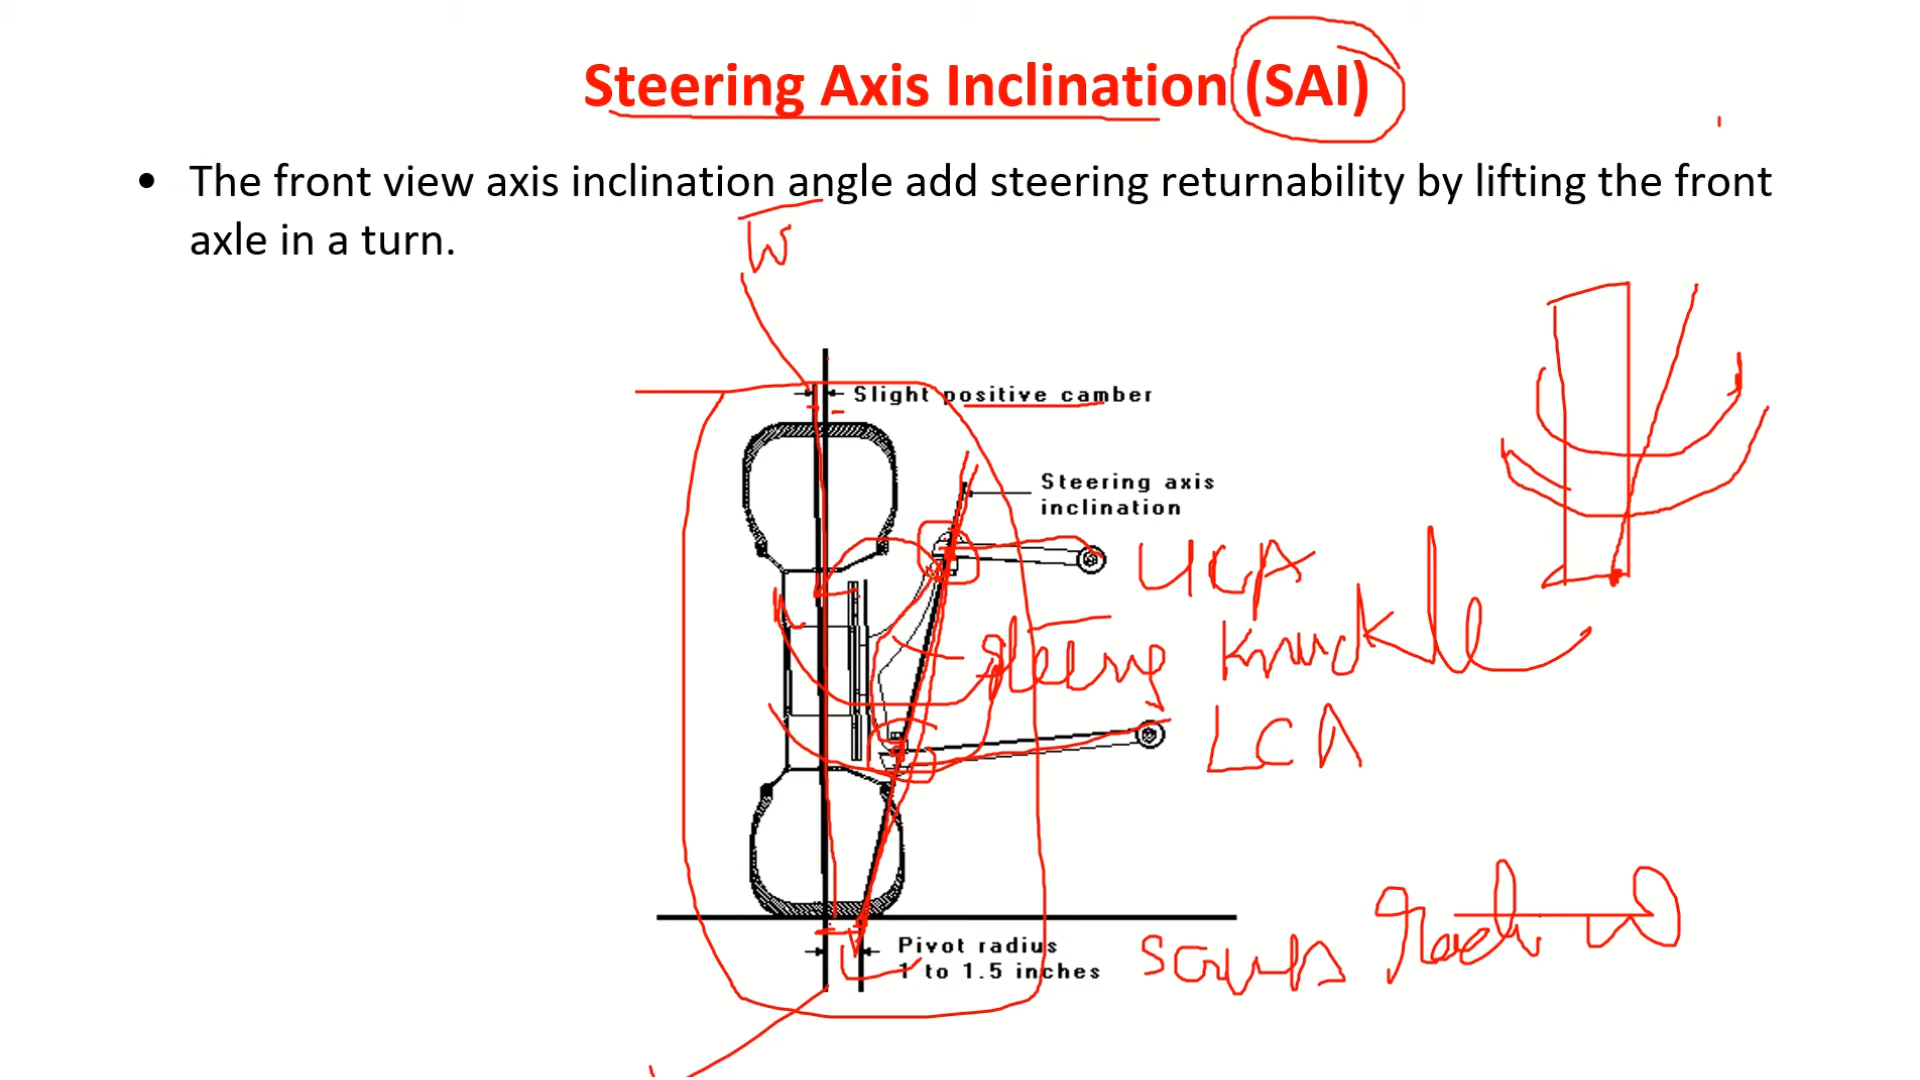 Steering Axis Inclination (SAI)
• The front view axis inclination angle add steering returnability by lifting the front
axle in a turn.
W
Slight positive camber
Steering axis
inclination
UCA
Steering Knuckle
LCA
Pivot radius
1 to 1.5 inches
Scrub